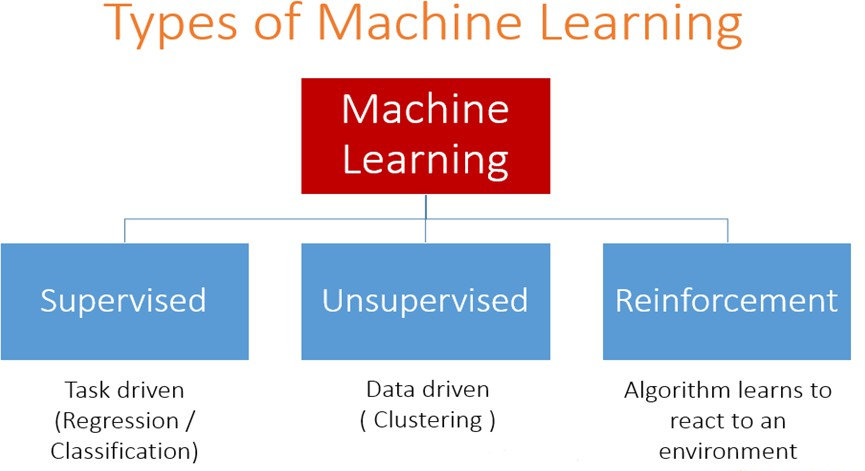 Types of Machine Learning
Machine
Learning
Supervised
Unsupervised
Reinforcement
Task driven
(Regression /
Classification)
Data driven
( Clustering )
Algorithm learns to
react to an
environment